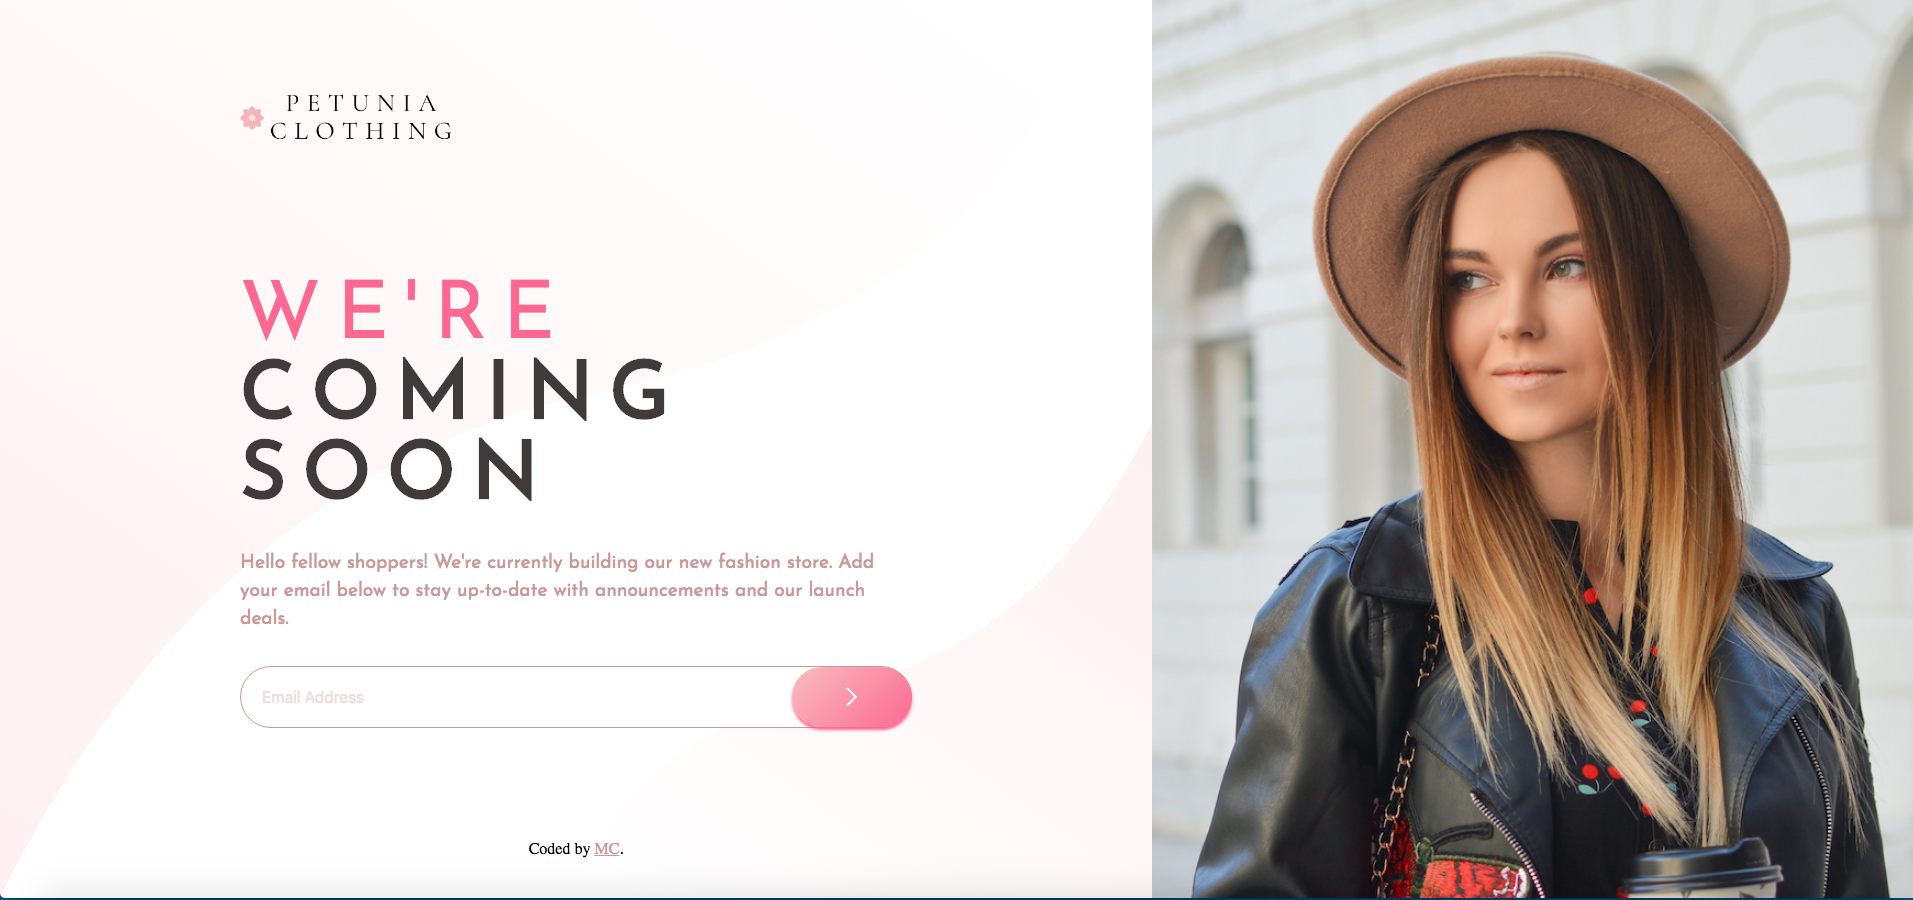 PETUNIA
CLOTHING
WE'RE
COMING
SOON
Hello fellow shoppers! We're currently building our new fashion store. Add
your email below to stay up-to-date with announcements and our launch
deals.
Email Address
Coded by MC.